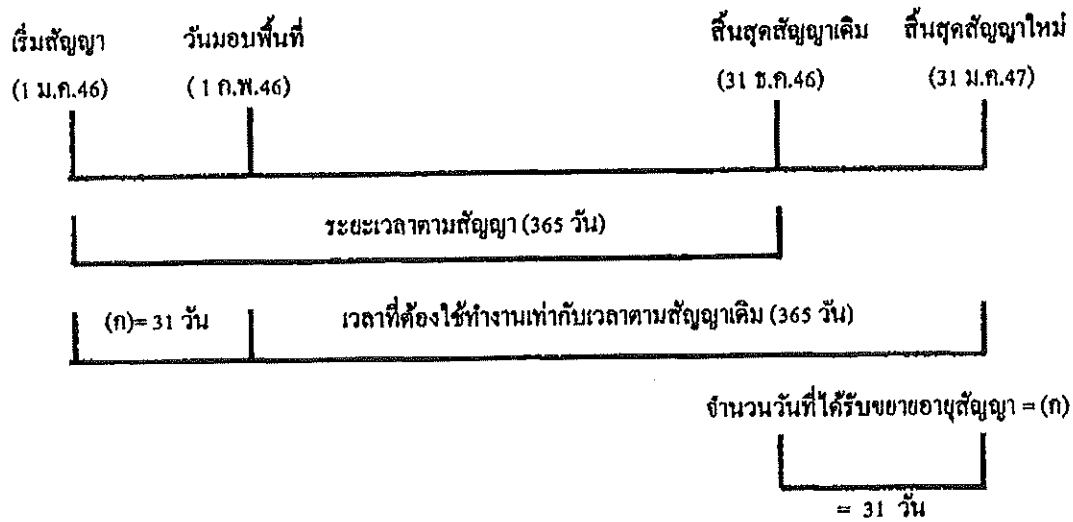 เริ่มสัญญา วันมอบพื้นที่ สิ้นสุดสัญญาเดิม สิ้นสุดสัญญาใหม่
(1 ม.ค.46) ( 1 ก.พ.46) (31 ธ.ค.46) (31 ม.ค.47)
ระยะเวลาตามสัญญา (365 วัน)
(ก)= 31 วัน เวลาที่ต้องใช้ทำงานเท่ากับเวลาตามสัญญาเดิม (365 วัน)
จำนวนวันที่ได้รับขยายอายุสัญญา = (ก)
= 31 วัน